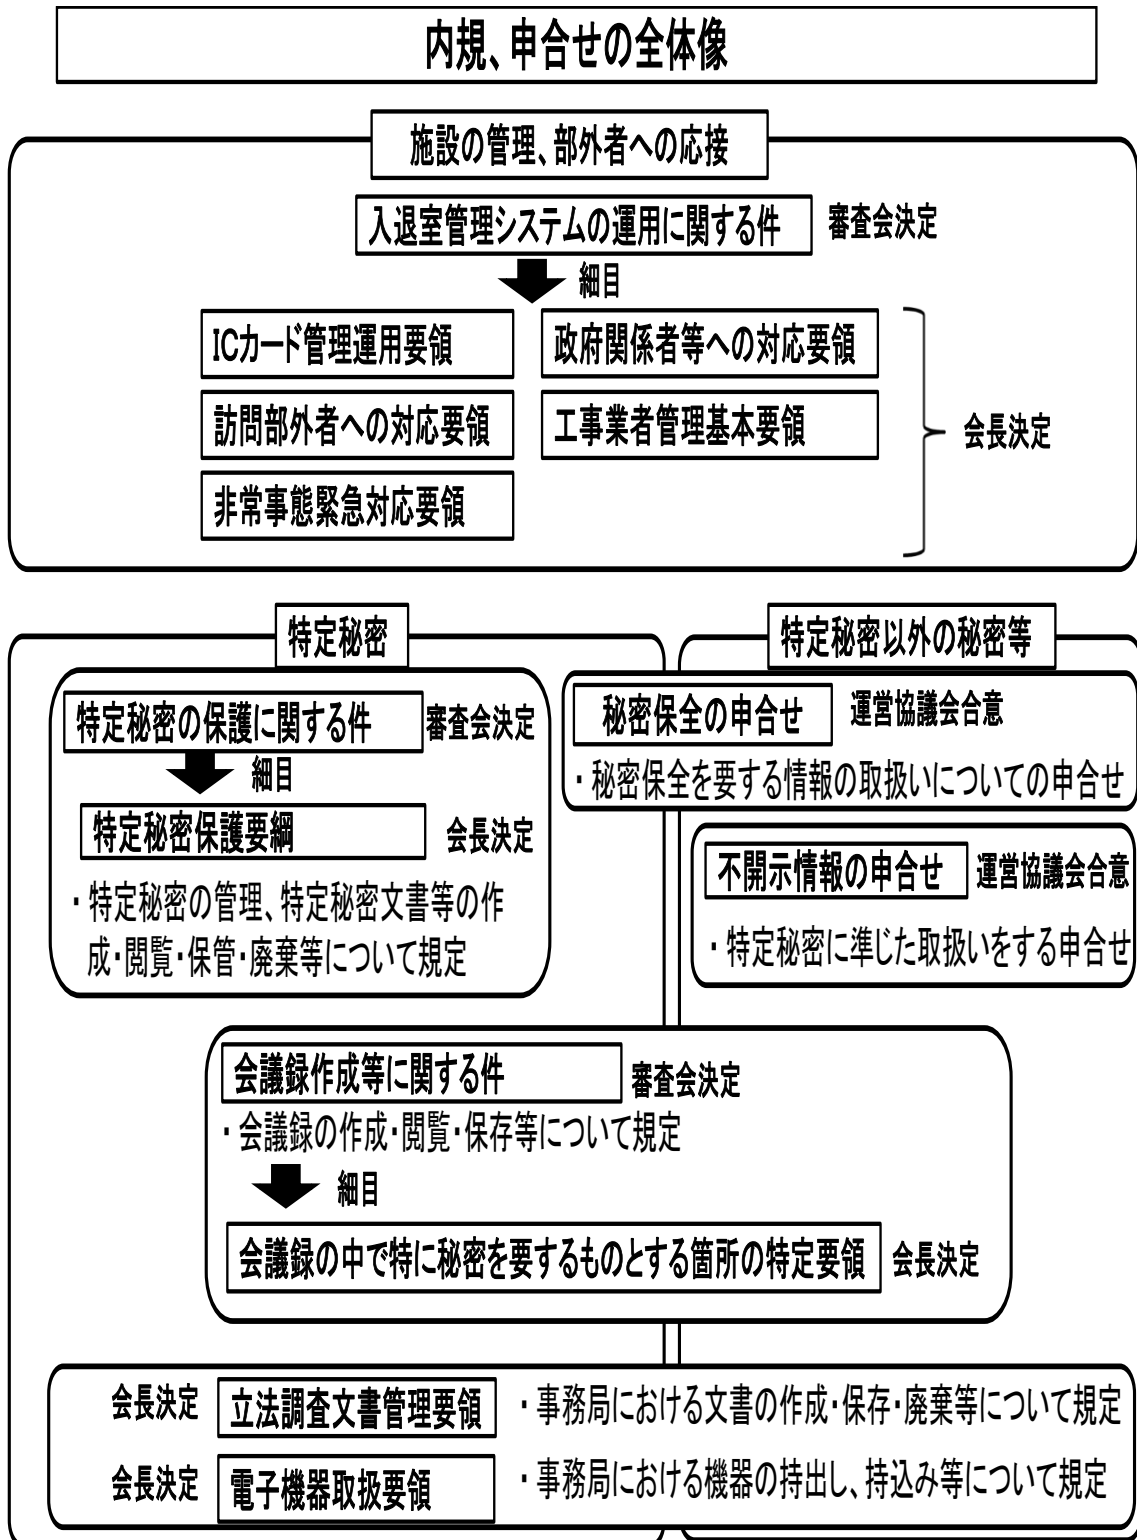 内規、申合せの全体像
施設の管理、部外者への応接
入退室管理システムの運用に関する件
審査会決定
細目
ICカード管理運用要領
政府関係者等への対応要領
訪問部外者への対応要領
工事業者管理基本要領
非常事態緊急対応要領
会長決定
特定秘密
特定秘密の保護に関する件
審査会決定
細目
特定秘密保護要綱
会長決定
・特定秘密の管理、特定秘密文書等の作
成・閲覧・保管・廃棄等について規定
特定秘密以外の秘密等
秘密保全の申合せ
運営協議会合意
・秘密保全を要する情報の取扱いについての申合せ
不開示情報の申合せ
運営協議会合意
・特定秘密に準じた取扱いをする申合せ
会議録作成等に関する件
審査会決定
・会議録の作成・閲覧・保存等について規定
細目
会議録の中で特に秘密を要するものとする箇所の特定要領
会長決定
会長決定
立法調査文書管理要領
・事務局における文書の作成・保存・廃棄等について規定
会長決定
電子機器取扱要領
・事務局における機器の持出し、持込み等について規定